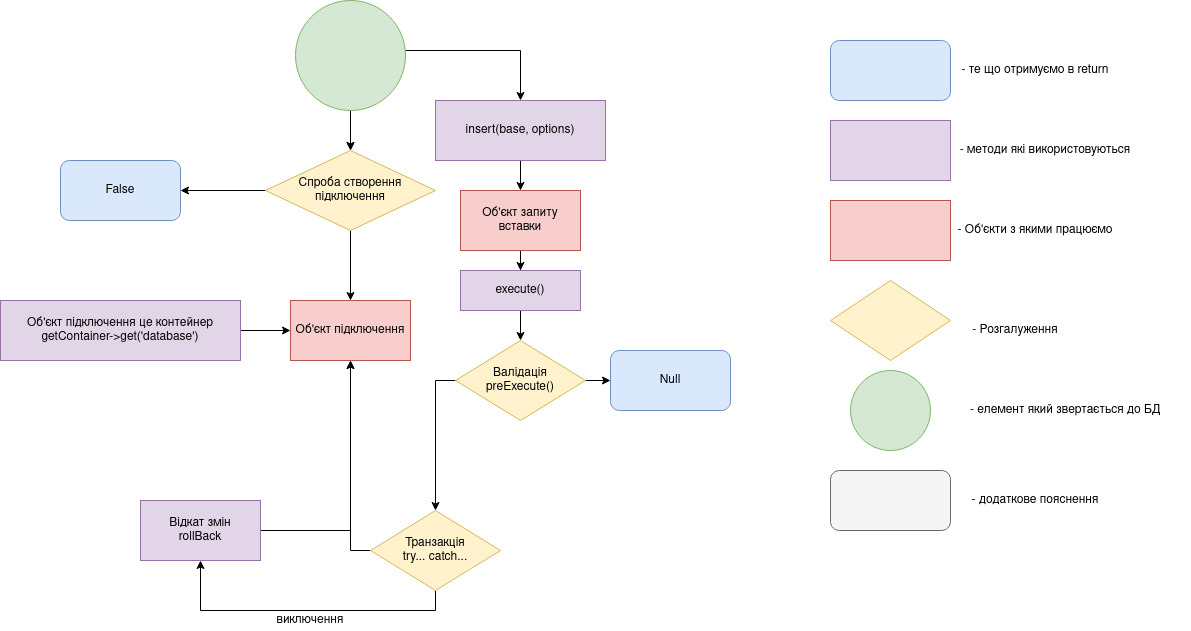 insert(base, options)
False
Спроба створення
підключення
Об'єкт запиту
вставки
execute()
Об'єкт підключення це контейнер
getContainer->get('database')
Об'єкт підключення
Валідація
preExecute()
Null
Відкат змін
rollBack
Транзакція
try... catch...
виключення
- те що отримуємо в return
- методи які використовуються
- Об'єкти з якими працюємо
- Розгалуження
- елемент який звертається до БД
- додаткове пояснення